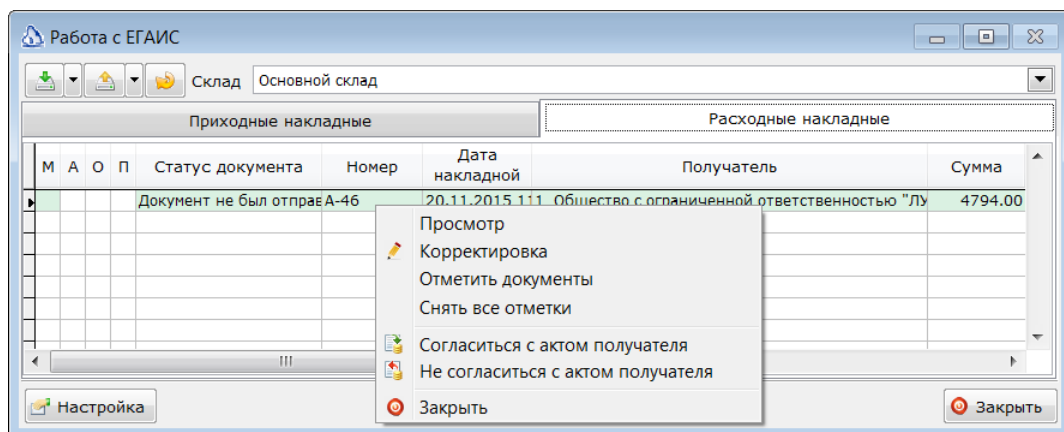 Работа с ЕГАИС
Склад Основной склад
Приходные накладные Расходные накладные
М А О П Статус документа Номер Дата накладной Получатель Сумма
Документ не был отправ А-46 20.11.2015 111 Общество с ограниченной ответственностью "ЛУ 4794.00
Просмотр
Корректировка
Отметить документы
Снять все отметки
Согласиться с актом получателя
Не согласиться с актом получателя
Закрыть
Настройка Закрыть